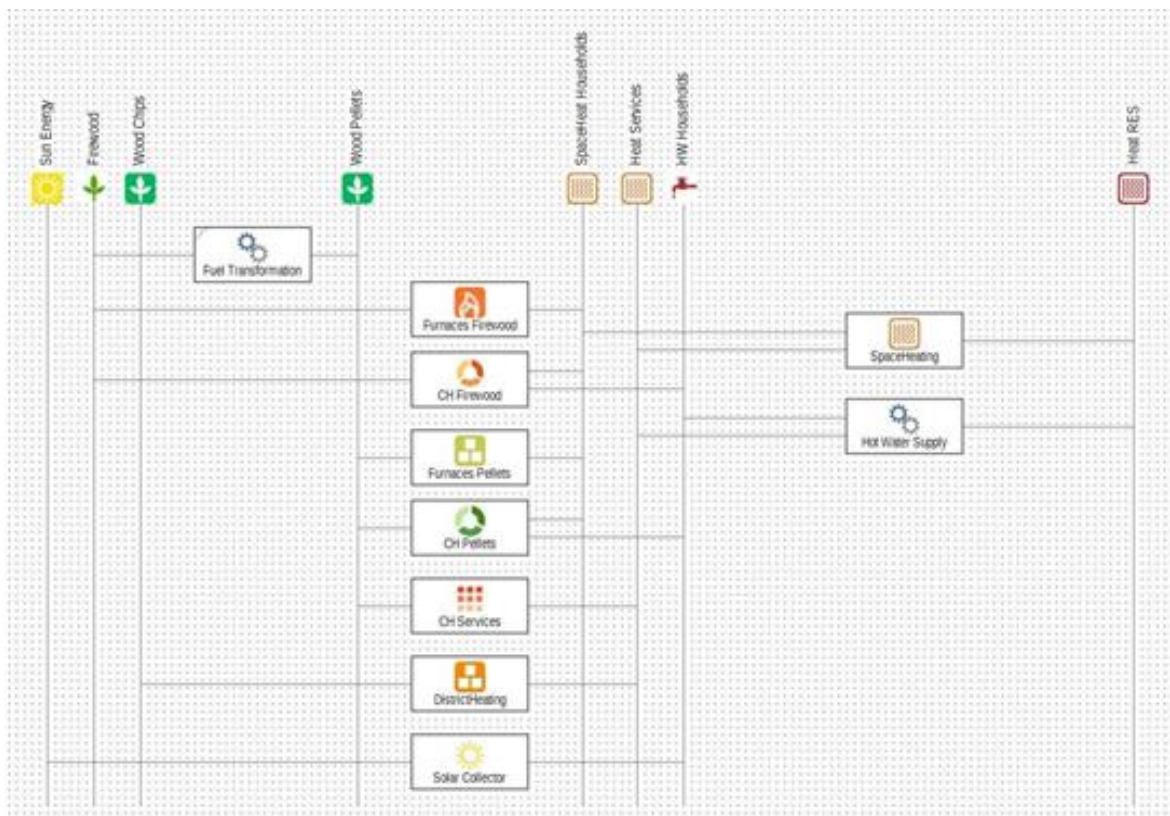 Sun Energy
Firewood
Wood Chips
Wood Pellets
SpaceHeat Households
Heat Services
HW Households
Heat RES
Fuel Transformation
Furnaces Firewood
SpaceHeating
CH Firewood
Hot Water Supply
Furnaces Pellets
CH Pellets
CH Services
DistrictHeating
Solar Collector